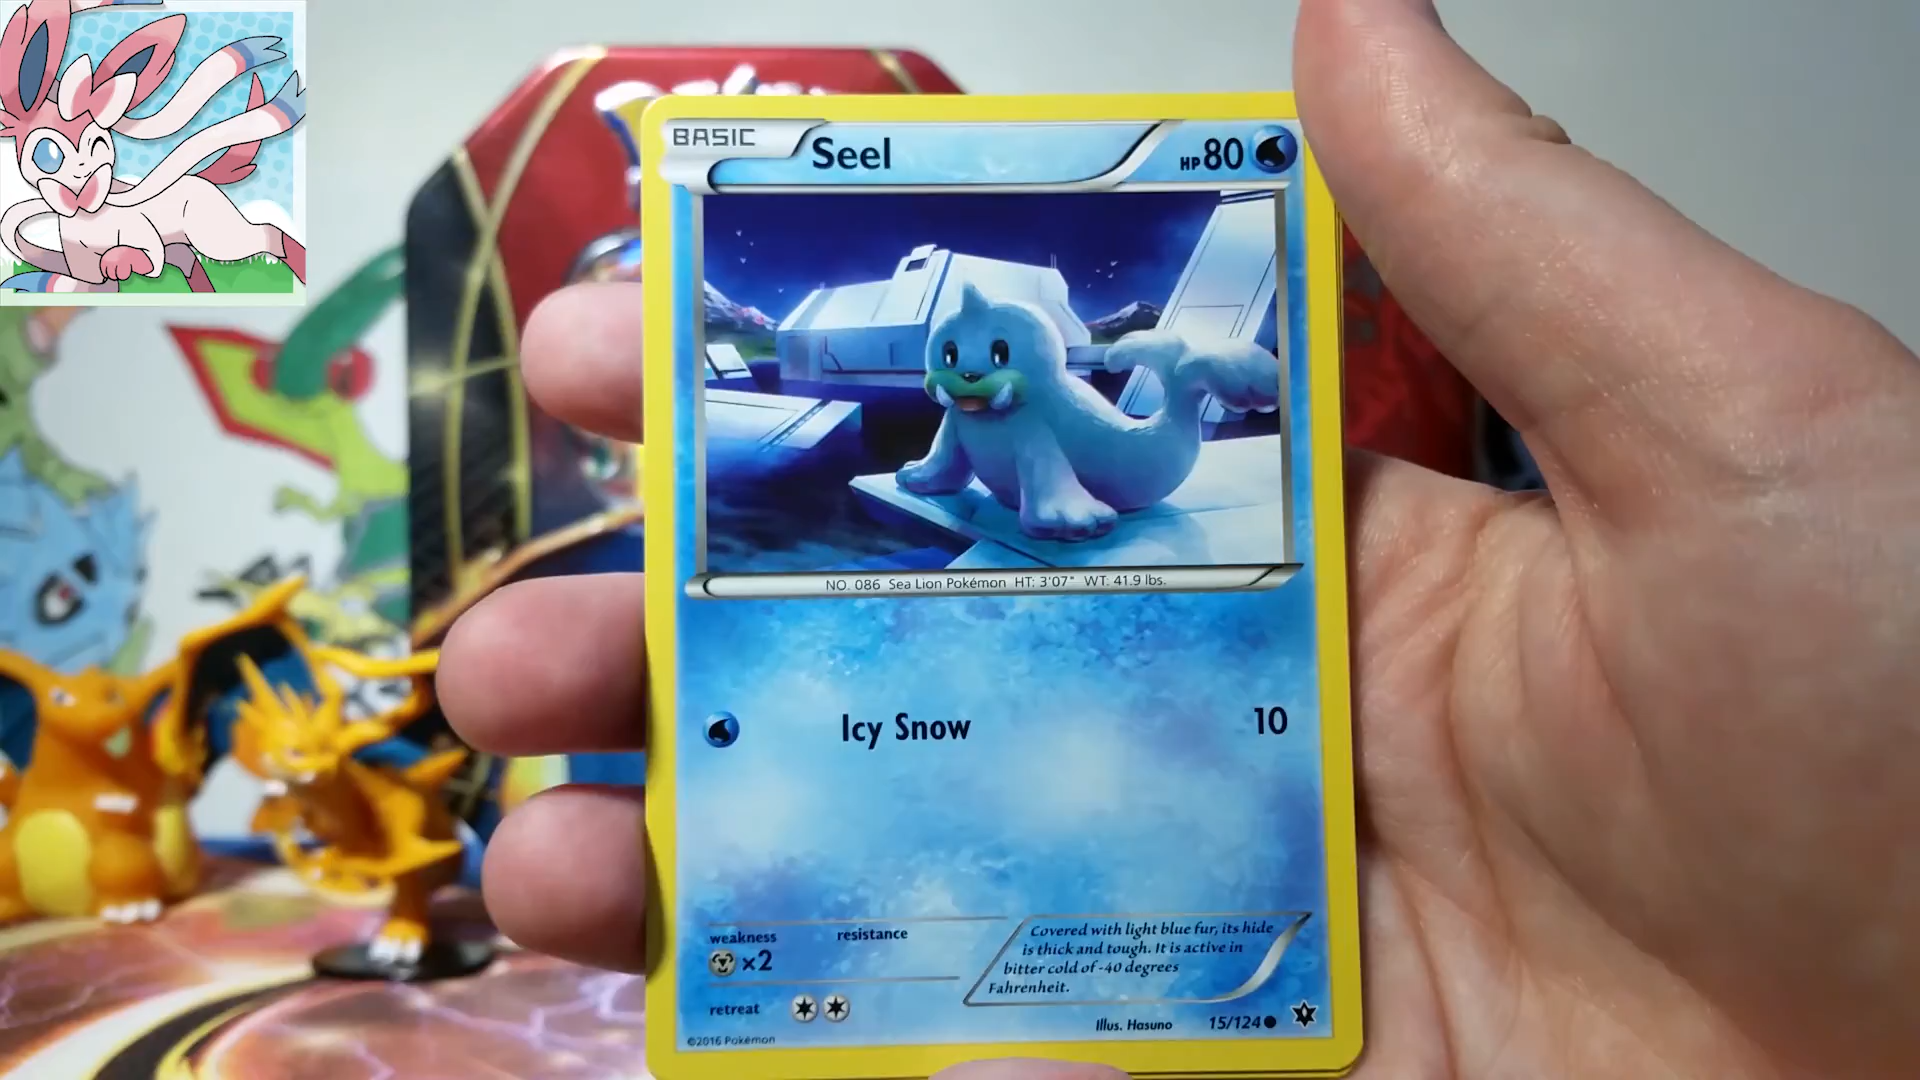 BASIC
Seel
HP80
NO. 086 Sea Lion Pokémon HT: 3'07" WT: 41.9 lbs.
Icy Snow 10
weakness
×2
resistance
retreat
Covered with light blue fur, its hide
is thick and tough. It is active in
bitter cold of -40 degrees
Fahrenheit.
Illus. Hasuno 15/124
©2016 Pokémon